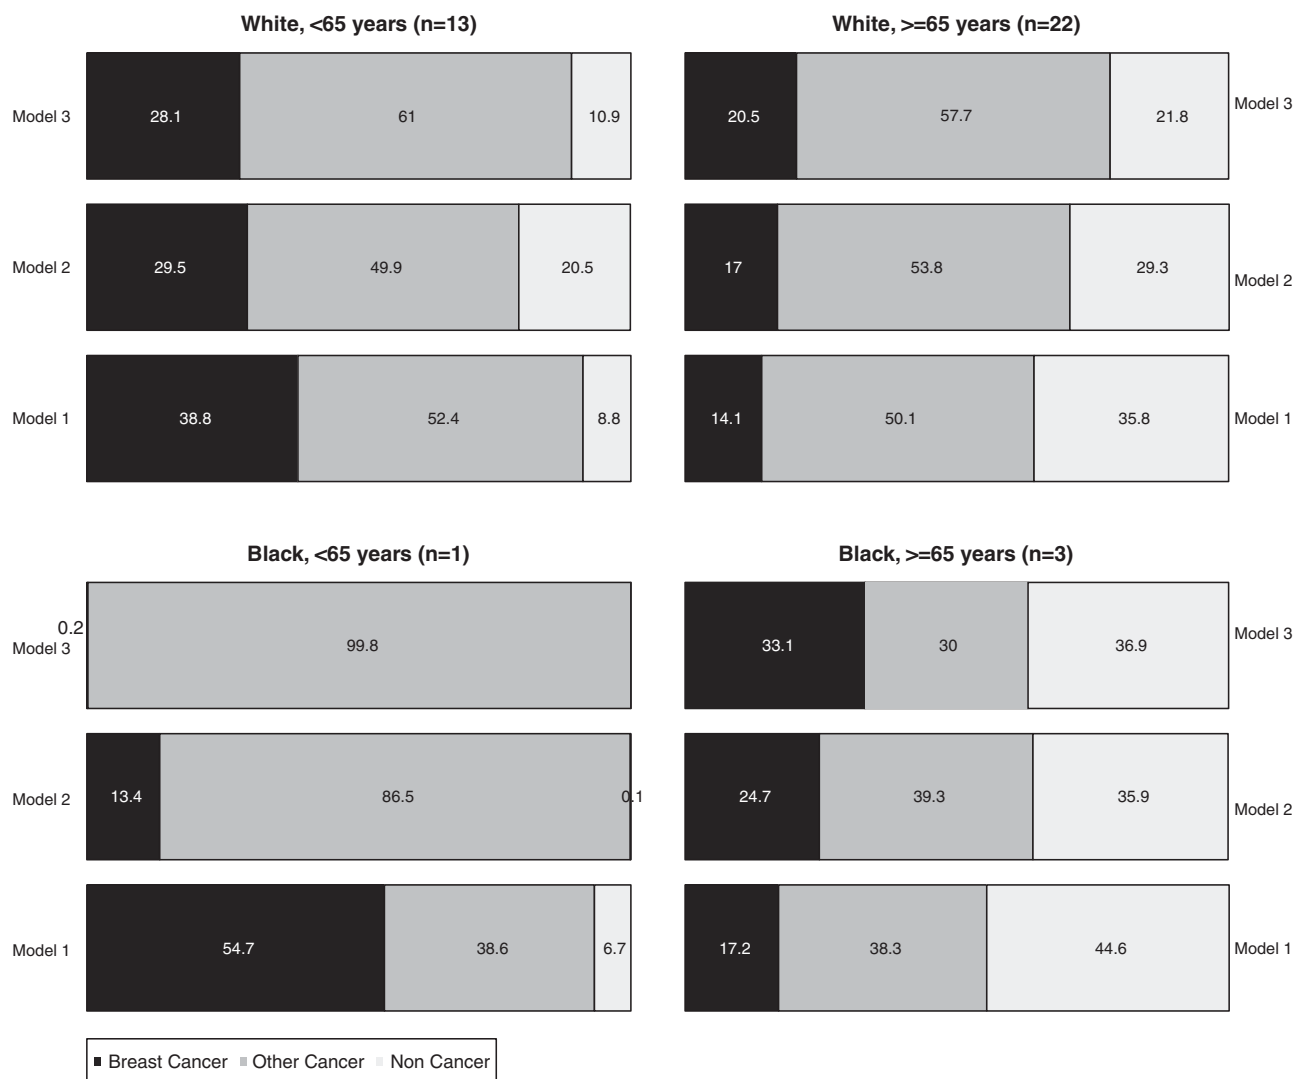 White, <65 years (n=13)
Model 3 28.1 61 10.9
Model 2 29.5 49.9 20.5
Model 1 38.8 52.4 8.8
White, >=65 years (n=22)
20.5 57.7 21.8 Model 3
17 53.8 29.3 Model 2
14.1 50.1 35.8 Model 1
Black, <65 years (n=1)
0.2
Model 3 99.8
Model 2 13.4 86.5 0.1
Model 1 54.7 38.6 6.7
Black, >=65 years (n=3)
33.1 30 36.9 Model 3
24.7 39.3 35.9 Model 2
17.2 38.3 44.6 Model 1
Breast Cancer Other Cancer Non Cancer